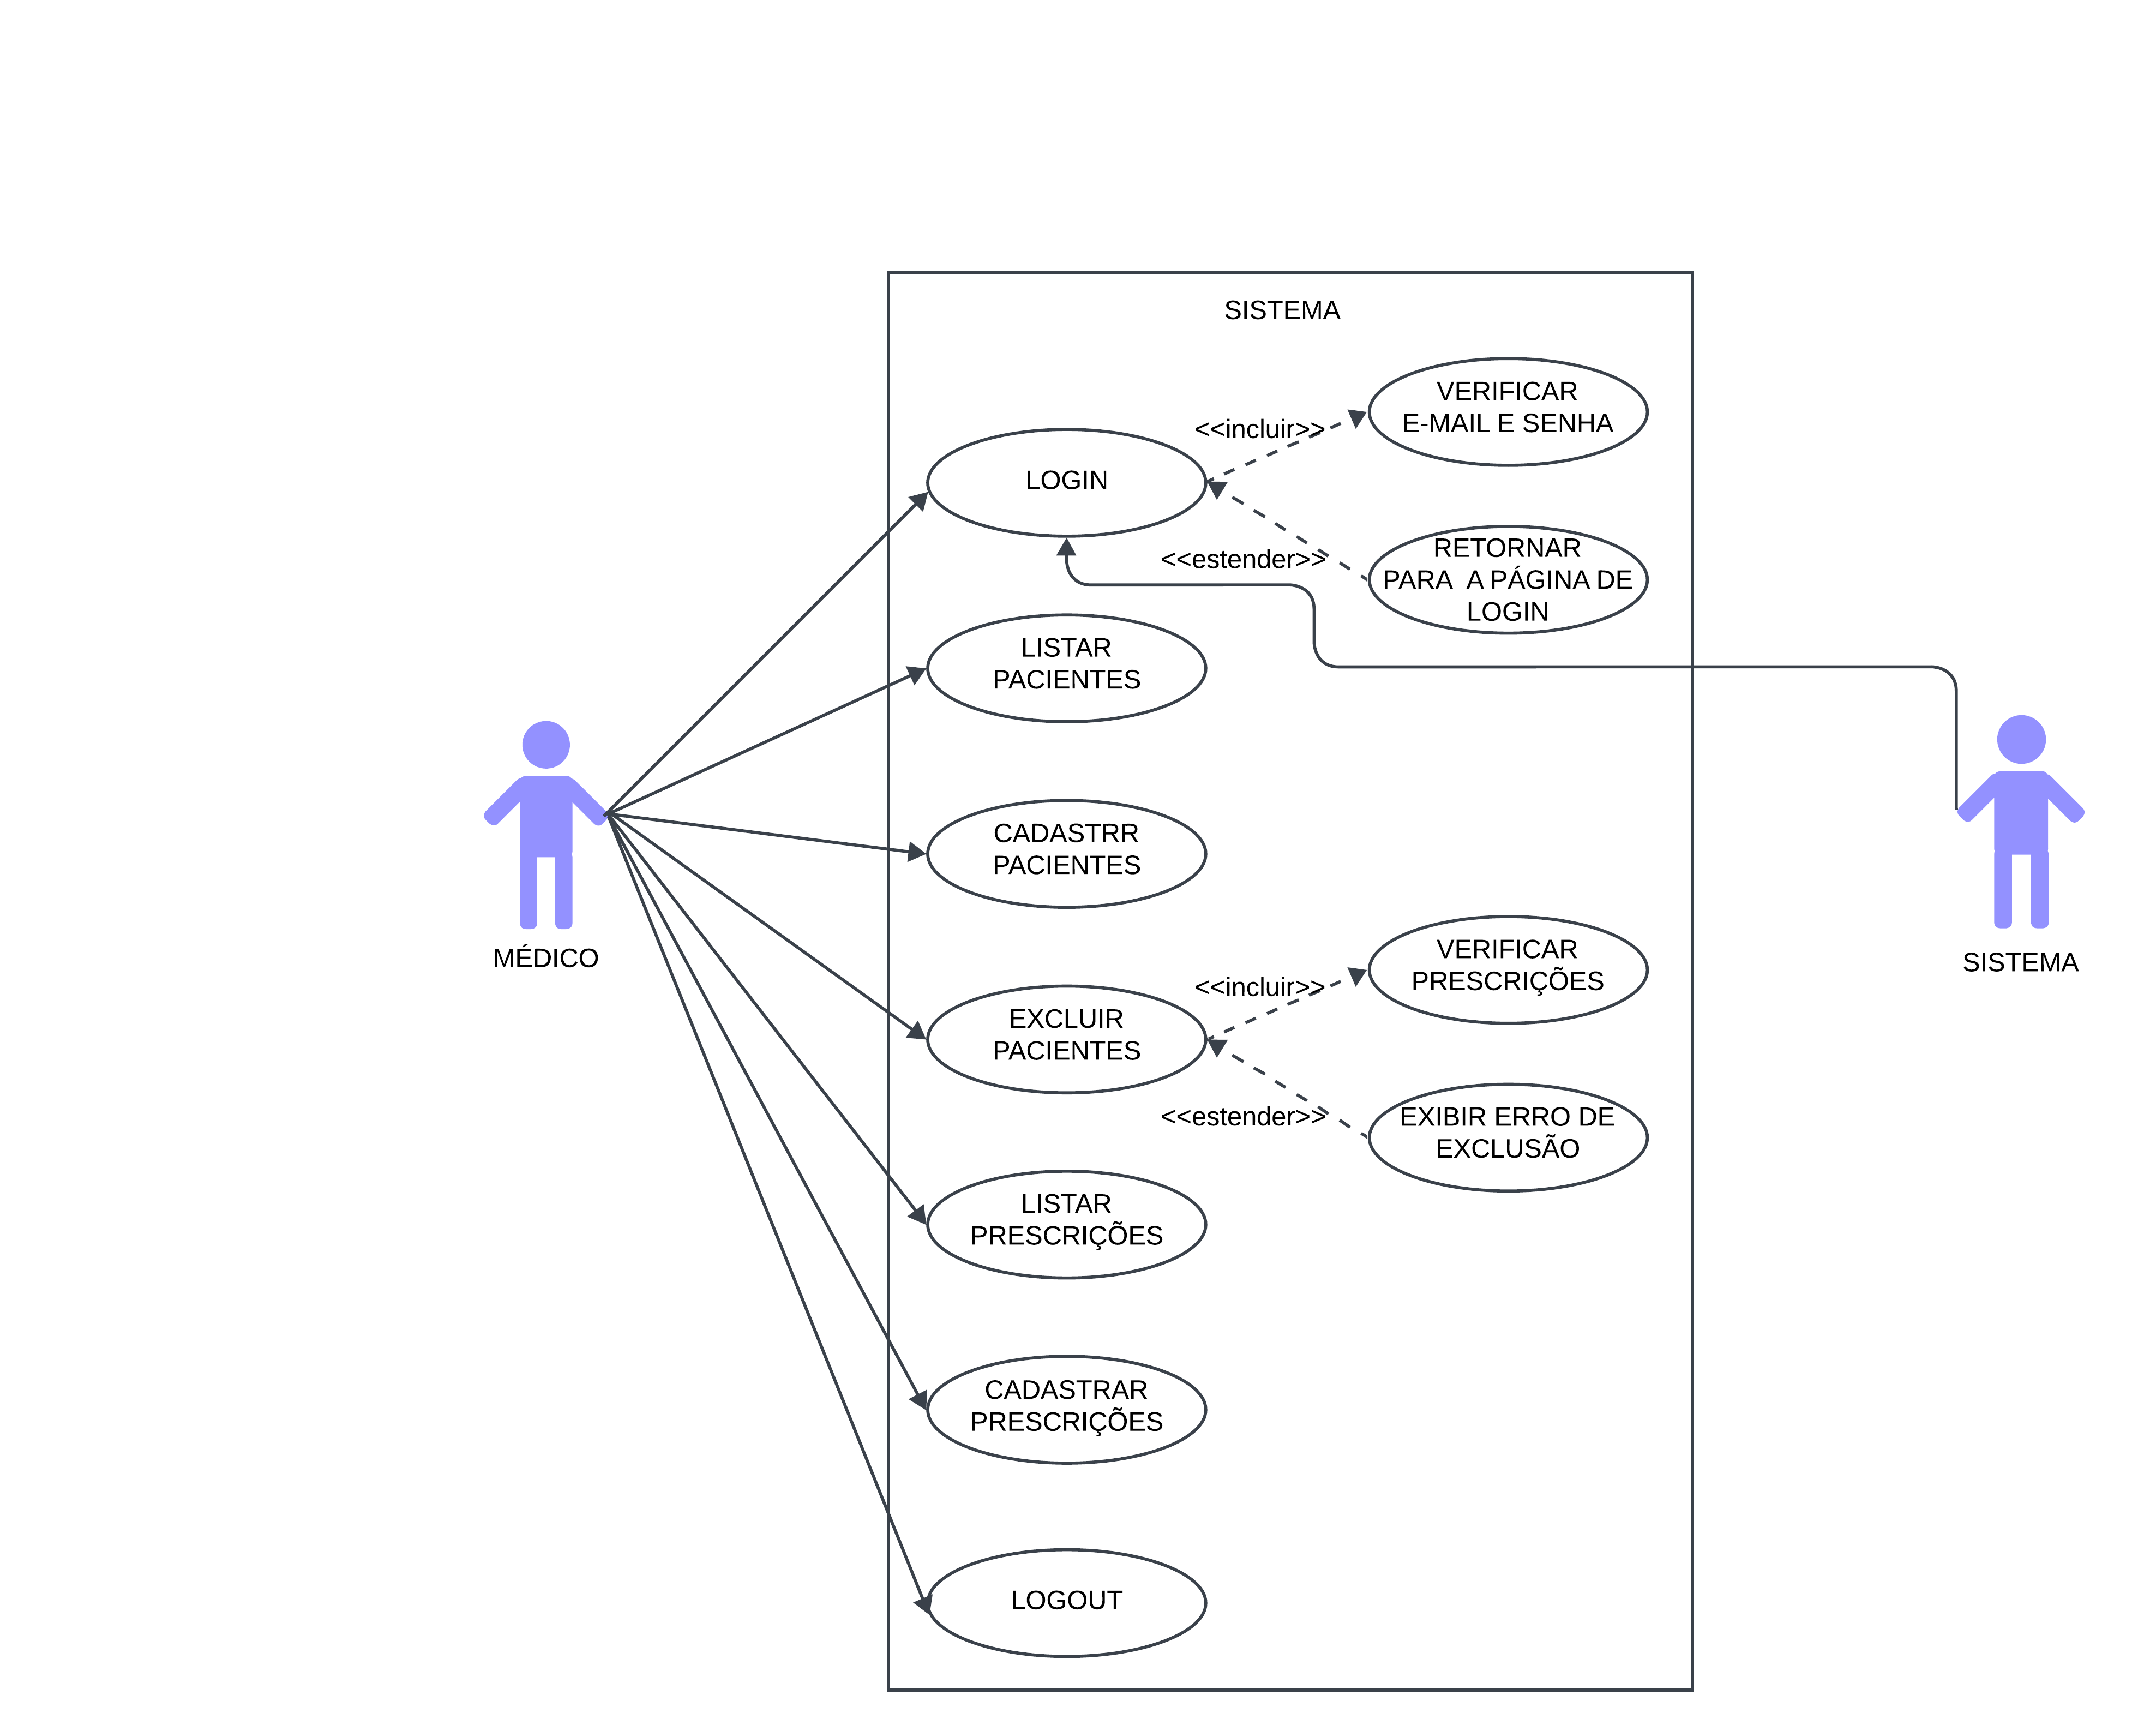 SISTEMA
VERIFICAR
E-MAIL E SENHA
<<incluir>>
LOGIN
RETORNAR
PARA  A PÁGINA DE
LOGIN
<<estender>>
LISTAR
PACIENTES
CADASTRR
PACIENTES
MÉDICO
SISTEMA
VERIFICAR
PRESCRIÇÕES
<<incluir>>
EXCLUIR
PACIENTES
<<estender>>
EXIBIR ERRO DE
EXCLUSÃO
LISTAR
PRESCRIÇÕES
CADASTRAR
PRESCRIÇÕES
LOGOUT